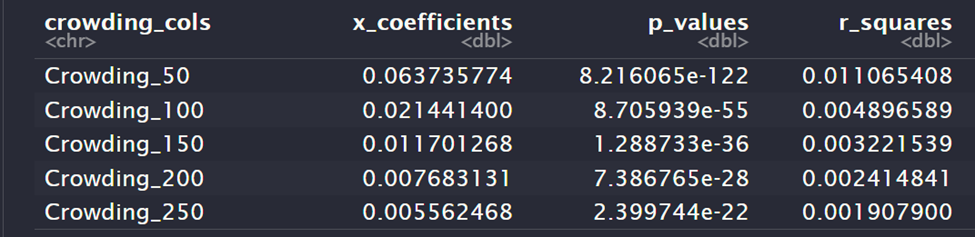 crowding_cols x_coefficients p_values r_squares
<chr> <dbl> <dbl> <dbl>
Crowding_50 0.063735774 8.216065e-122 0.011065408
Crowding_100 0.021441400 8.705939e-55 0.004896589
Crowding_150 0.011701268 1.288733e-36 0.003221539
Crowding_200 0.007683131 7.386765e-28 0.002414841
Crowding_250 0.005562468 2.399744e-22 0.001907900